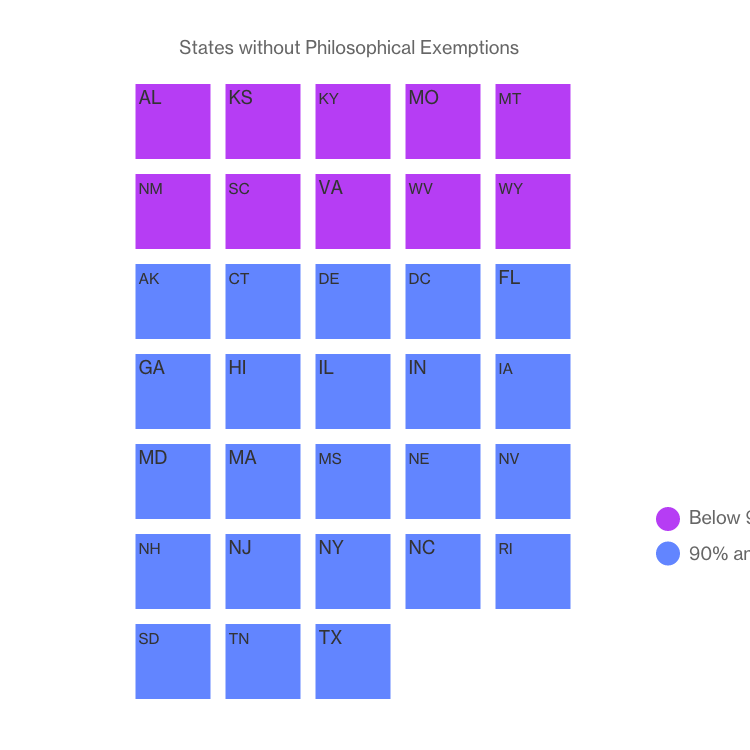 States without Philosophical Exemptions
AL KS KY MO MT
NM SC VA WV WY
AK CT DE DC FL
GA HI IL IN IA
MD MA MS NE NV
Below
NH NJ NY NC RI
90%
SD TN TX